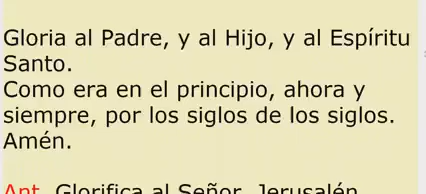 Gloria al Padre, y al Hijo, y al Espíritu
Santo.
Como era en el principio, ahora y
siempre, por los siglos de los siglos.
Amén.
Ant. Glorifica al Señor, Jerusalén